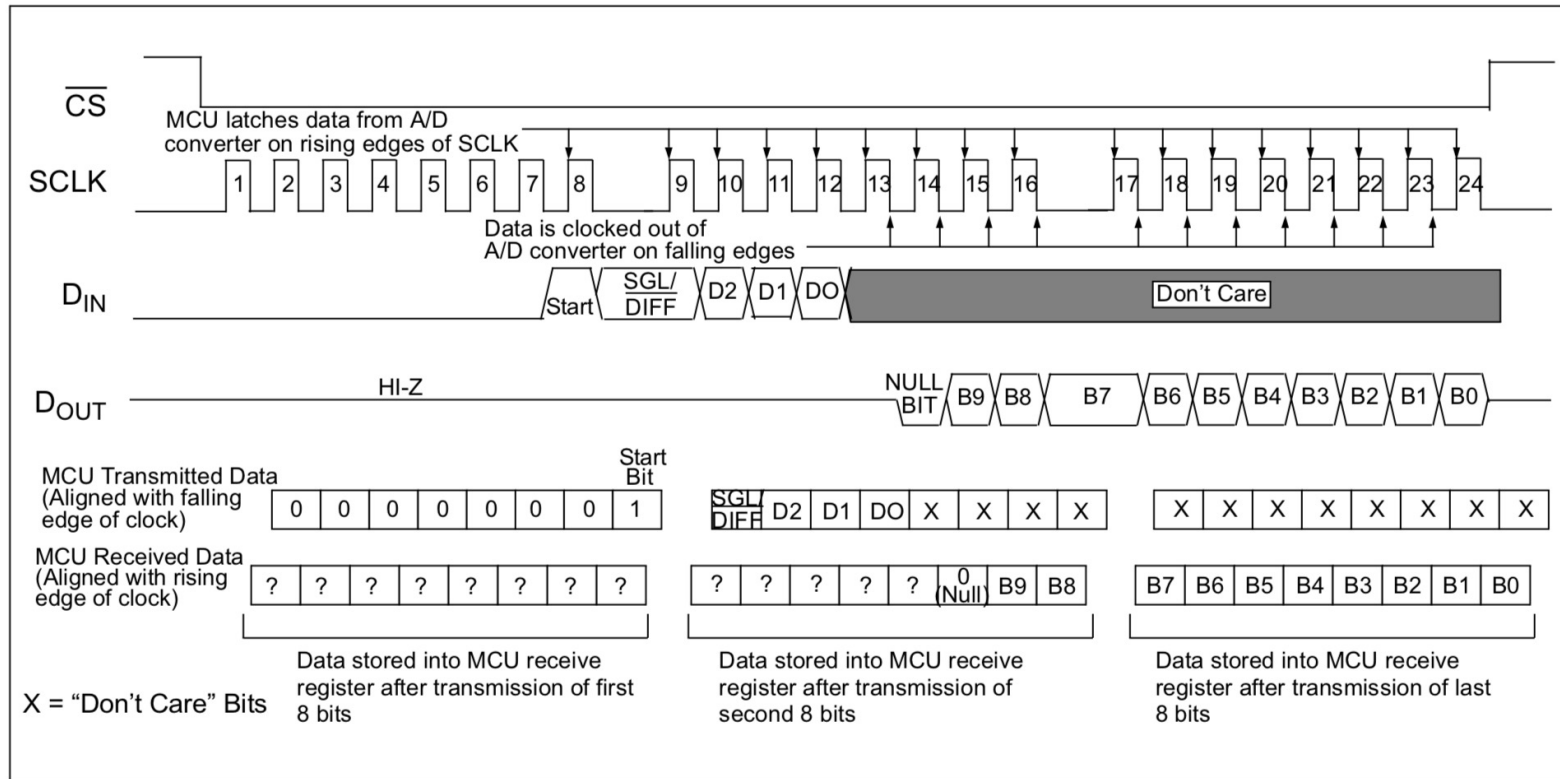 CS
MCU latches data from A/D
converter on rising edges of SCLK
SCLK
1 2 3 4 5 6 7 8 9 10 11 12 13 14 15 16 17 18 19 20 21 22 23 24
Data is clocked out of
A/D converter on falling edges
DIN
Start SGL/DIFF D2 D1 DO Don't Care
HI-Z
DOUT
NULL BIT B9 B8 B7 B6 B5 B4 B3 B2 B1 B0
Start
Bit
MCU Transmitted Data
(Aligned with falling
edge of clock)
0 0 0 0 0 0 0 1 SGL/DIFF D2 D1 DO X X X X X X X X X X X X
MCU Received Data
(Aligned with rising
edge of clock)
? ? ? ? ? ? ? ? ? ? ? ? ? 0 (Null) B9 B8 B7 B6 B5 B4 B3 B2 B1 B0
Data stored into MCU receive
register after transmission of first
8 bits
Data stored into MCU receive
register after transmission of
second 8 bits
Data stored into MCU receive
register after transmission of last
8 bits
X = “Don't Care” Bits